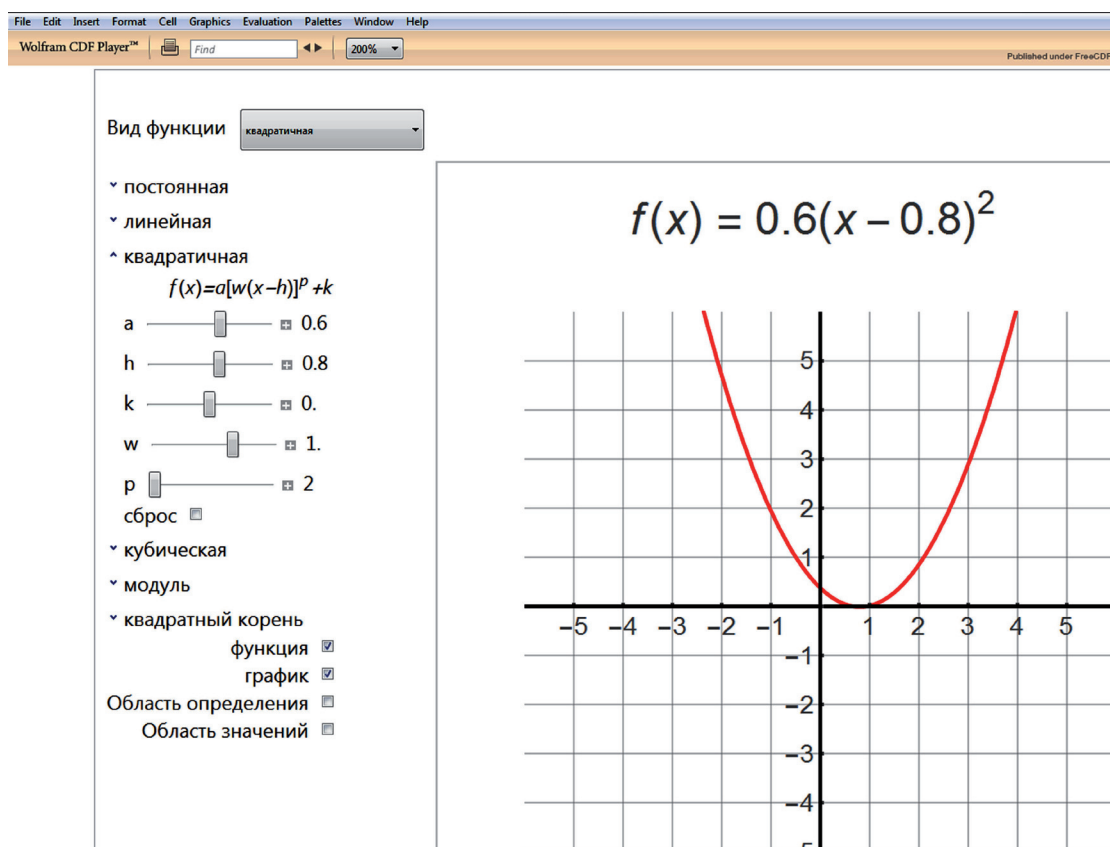 File Edit Insert Format Cell Graphics Evaluation Palettes Window Help
Wolfram CDF Player™ Find 200%
Published under FreeCDF
Вид функции квадратичная
постоянная
линейная
квадратичная
f(x)=a[w(x−h)]^p+k
a 0.6
h 0.8
k 0.
w 1.
p 2
сброс
кубическая
модуль
квадратный корень
функция
график
Область определения
Область значений
f(x) = 0.6(x − 0.8)²
5
4
3
2
1
−5 −4 −3 −2 −1 1 2 3 4 5
−1
−2
−3
−4